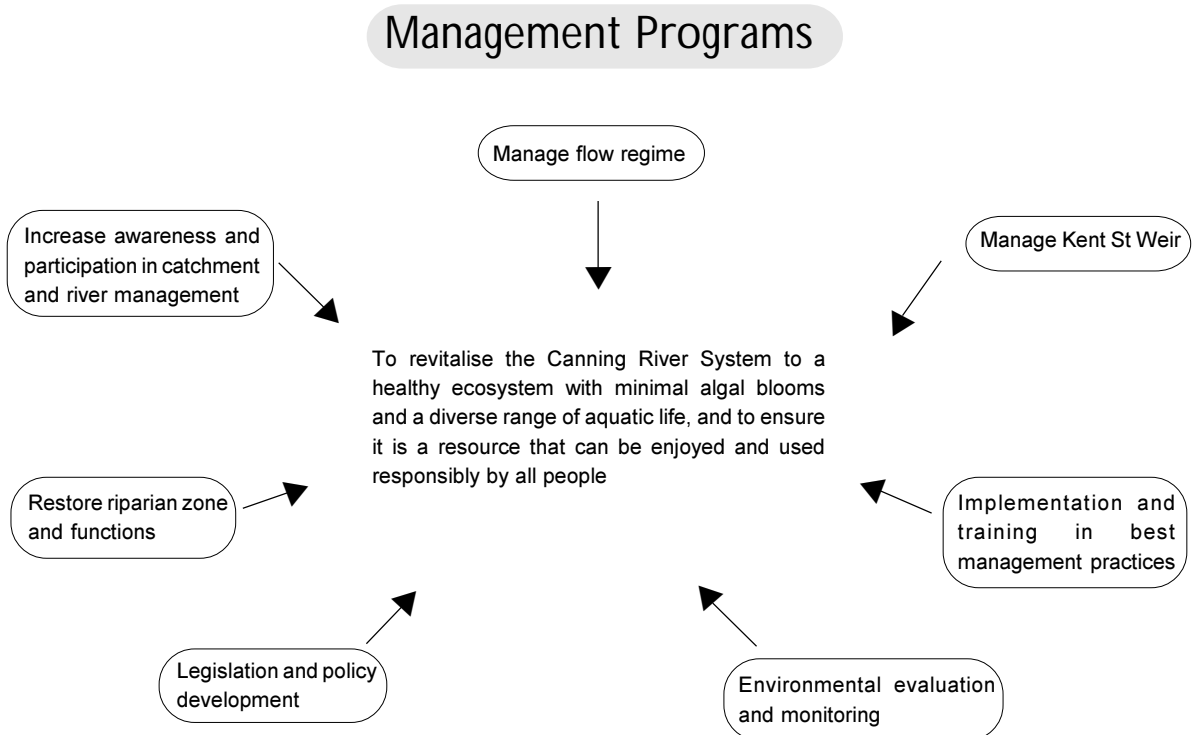 Management Programs
Manage flow regime
Increase awareness and
participation in catchment
and river management
Manage Kent St Weir
To revitalise the Canning River System to a
healthy ecosystem with minimal algal blooms
and a diverse range of aquatic life, and to ensure
it is a resource that can be enjoyed and used
responsibly by all people
Restore riparian zone
and functions
Implementation and
training in best
management practices
Legislation and policy
development
Environmental evaluation
and monitoring